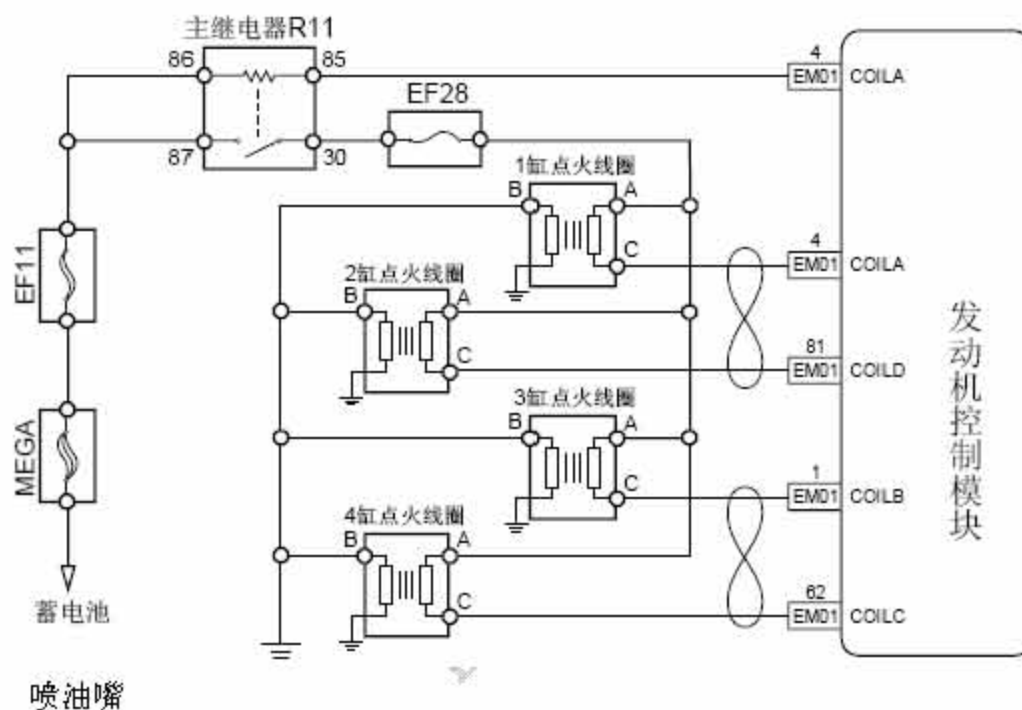 主继电器R11
86
85
87
30
EF28
4
EM01 COILA
1缸点火线圈
B
A
C
4
EM01 COILA
2缸点火线圈
B
A
C
81
EM01 COILD
3缸点火线圈
B
A
C
1
EM01 COILB
4缸点火线圈
B
A
C
62
EM01 COILC
发动机控制模块
EF11
MEGA
蓄电池
喷油嘴